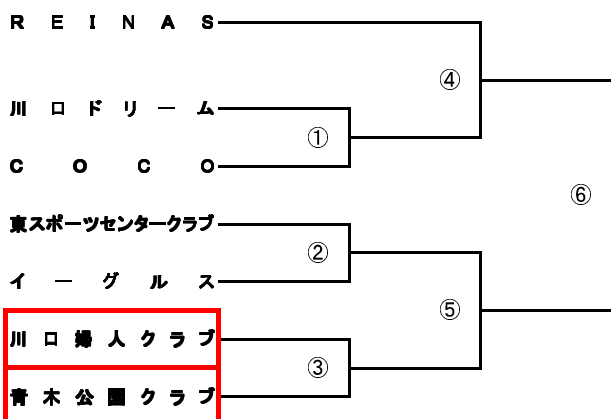 REINAS
④
川口ドリーム
①
COCO
⑥
東スポーツセンタークラブ
②
イーグルス
⑤
川口婦人クラブ
③
青木公園クラブ